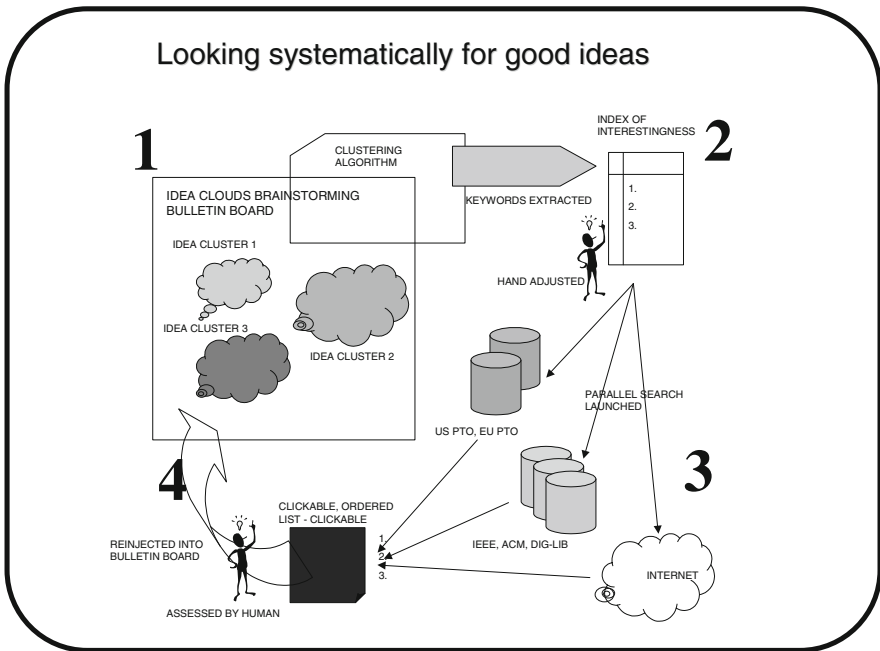 Looking systematically for good ideas
1
CLUSTERING
ALGORITHM
IDEA CLOUDS BRAINSTORMING
BULLETIN BOARD
IDEA CLUSTER 1
IDEA CLUSTER 3
IDEA CLUSTER 2
KEYWORDS EXTRACTED
INDEX OF
INTERESTINGNESS
2
1.
2.
3.
HAND ADJUSTED
PARALLEL SEARCH
LAUNCHED
US PTO, EU PTO
3
IEEE, ACM, DIG-LIB
INTERNET
4
CLICKABLE, ORDERED
LIST - CLICKABLE
1.
2.
3.
REINJECTED INTO
BULLETIN BOARD
ASSESSED BY HUMAN